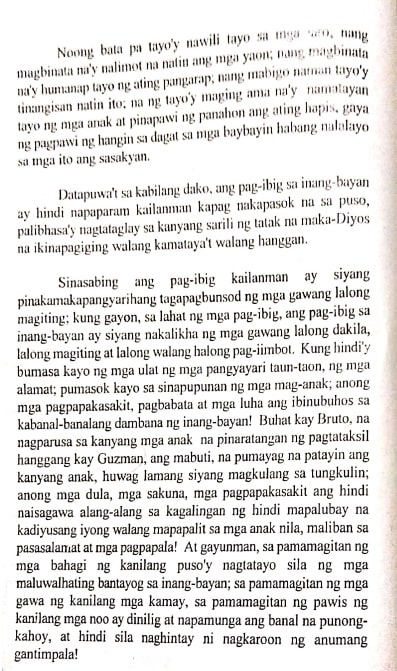 Noong bata pa tayo'y nawili tayo sa mga laro, nang
magbinata na'y nalimot na natin ang mga yaon; nang magbinata
na'y humanap tayo ng ating pangarap; nang mabigo naman tayo'y
tinangisan natin ito; na ng tayo'y maging ama na'y namatayan
tayo ng mga anak at pinapawi ng panahon ang ating hapis, gaya
ng pagpawi ng hangin sa dagat sa mga baybayin habang nalalayo
sa mga ito ang sasakyan.
Datapuwa't sa kabilang dako, ang pag-ibig sa inang-bayan
ay hindi napaparam kailanman kapag nakapasok na sa puso,
palibhasa'y nagtataglay sa kanyang sarili ng tatak na maka-Diyos
na ikinapagiging walang kamataya't walang hanggan.
Sinasabing ang pag-ibig kailanman ay siyang
pinakamakapangyarihang tagapagbunsod ng mga gawang lalong
magiting; kung gayon, sa lahat ng mga pag-ibig, ang pag-ibig sa
inang-bayan ay siyang nakalikha ng mga gawang lalong dakila,
lalong magiting at lalong walang halong pag-iimbot. Kung hindi'y
bumasa kayo ng mga ulat ng mga pangyayari taun-taon, ng mga
alamat; pumasok kayo sa sinapupunan ng mga mag-anak; anong
mga pagpapakasakit, pagbabata at mga luha ang ibinubuhos sa
kabanal-banalang dambana ng inang-bayan! Buhat kay Bruto, na
nagparusa sa kanyang mga anak na pinaratangan ng pagtataksil
hanggang kay Guzman, ang mabuti, na pumayag na patayin ang
kanyang anak, huwag lamang siyang magkulang sa tungkulin;
anong mga dula, mga sakuna, mga pagpapakasakit ang hindi
naisagawa alang-alang sa kagalingan ng hindi mapalubay na
kadiyusang iyong walang mapapalit sa mga anak nila, maliban sa
pasasalamat at mga pagpapala! At gayunman, sa pamamagitan ng
mga bahagi ng kanilang puso'y nagtatayo sila ng mga
maluwalhating bantayog sa inang-bayan; sa pamamagitan ng mga
gawa ng kanilang mga kamay, sa pamamagitan ng pawis ng
kanilang mga noo ay dinilig at napamunga ang banal na punong-
kahoy, at hindi sila naghintay ni nagkaroon ng anumang
gantimpala!